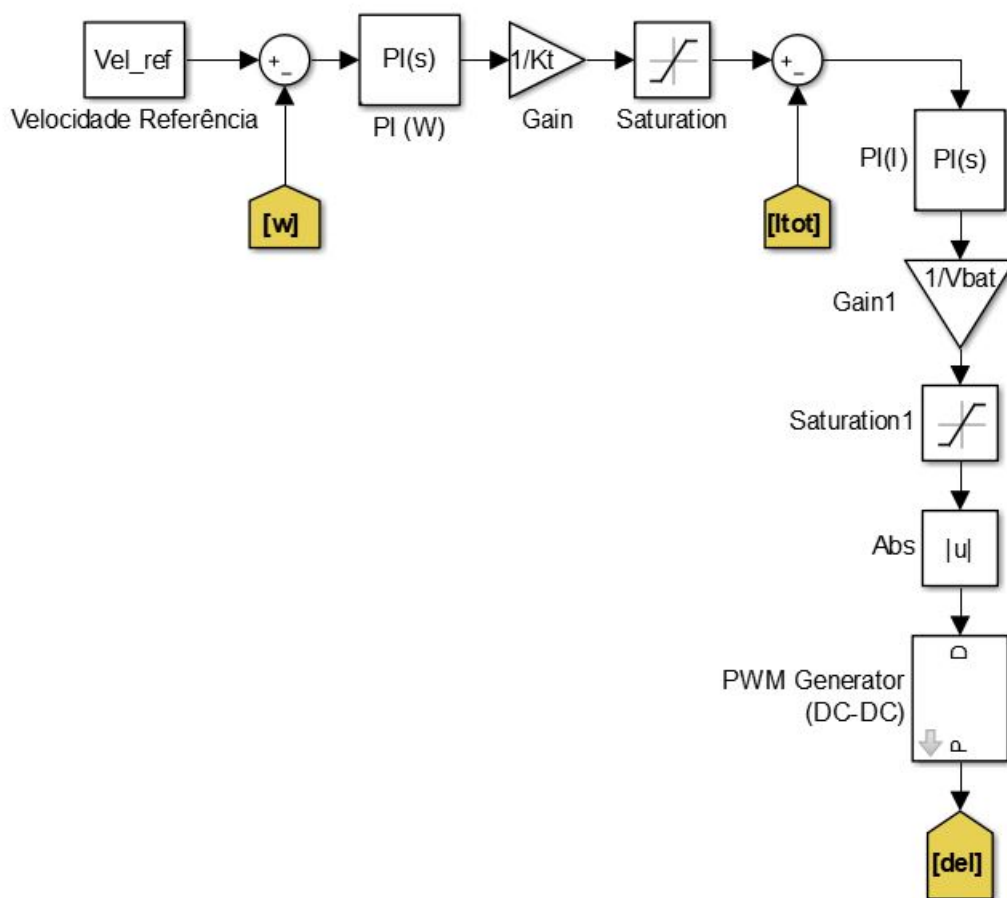 Vel_ref
+
-
PI(s)
1/Kt
+
-
Velocidade Referência
PI (W)
Gain
Saturation
[w]
[Itot]
PI(I)
PI(s)
1/Vbat
Gain1
Saturation1
Abs
|u|
PWM Generator
(DC-DC)
D
P
[del]